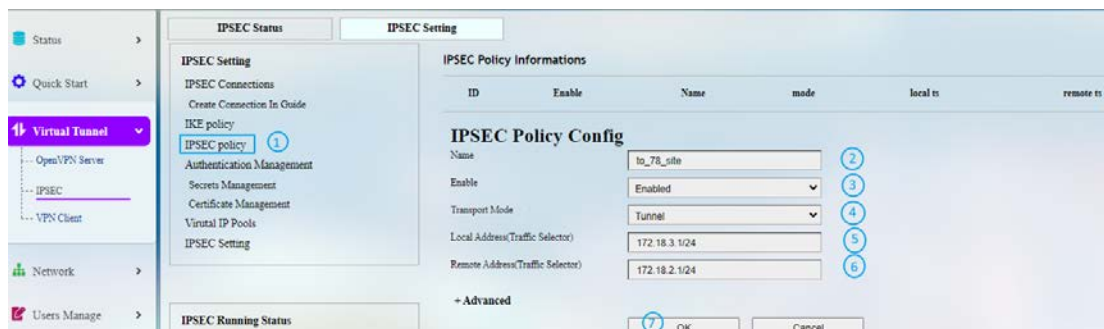 IPSEC Status
IPSEC Setting
Status
Quick Start
Virtual Tunnel
OpenVPN Server
IPSEC
VPN Client
Network
Users Manage
IPSEC Setting
IPSEC Connections
Create Connection In Guide
IKE policy
IPSEC policy 1
Authentication Management
Secrets Management
Certificate Management
Virutal IP Pools
IPSEC Setting
IPSEC Running Status
IPSEC Policy Informations
ID Enable Name mode local ts remote ts
IPSEC Policy Config
Name to_78_site 2
Enable Enabled 3
Transport Mode Tunnel 4
Local Address(Traffic Selector) 172.18.3.1/24 5
Remote Address(Traffic Selector) 172.18.2.1/24 6
+ Advanced
7 OK Cancel